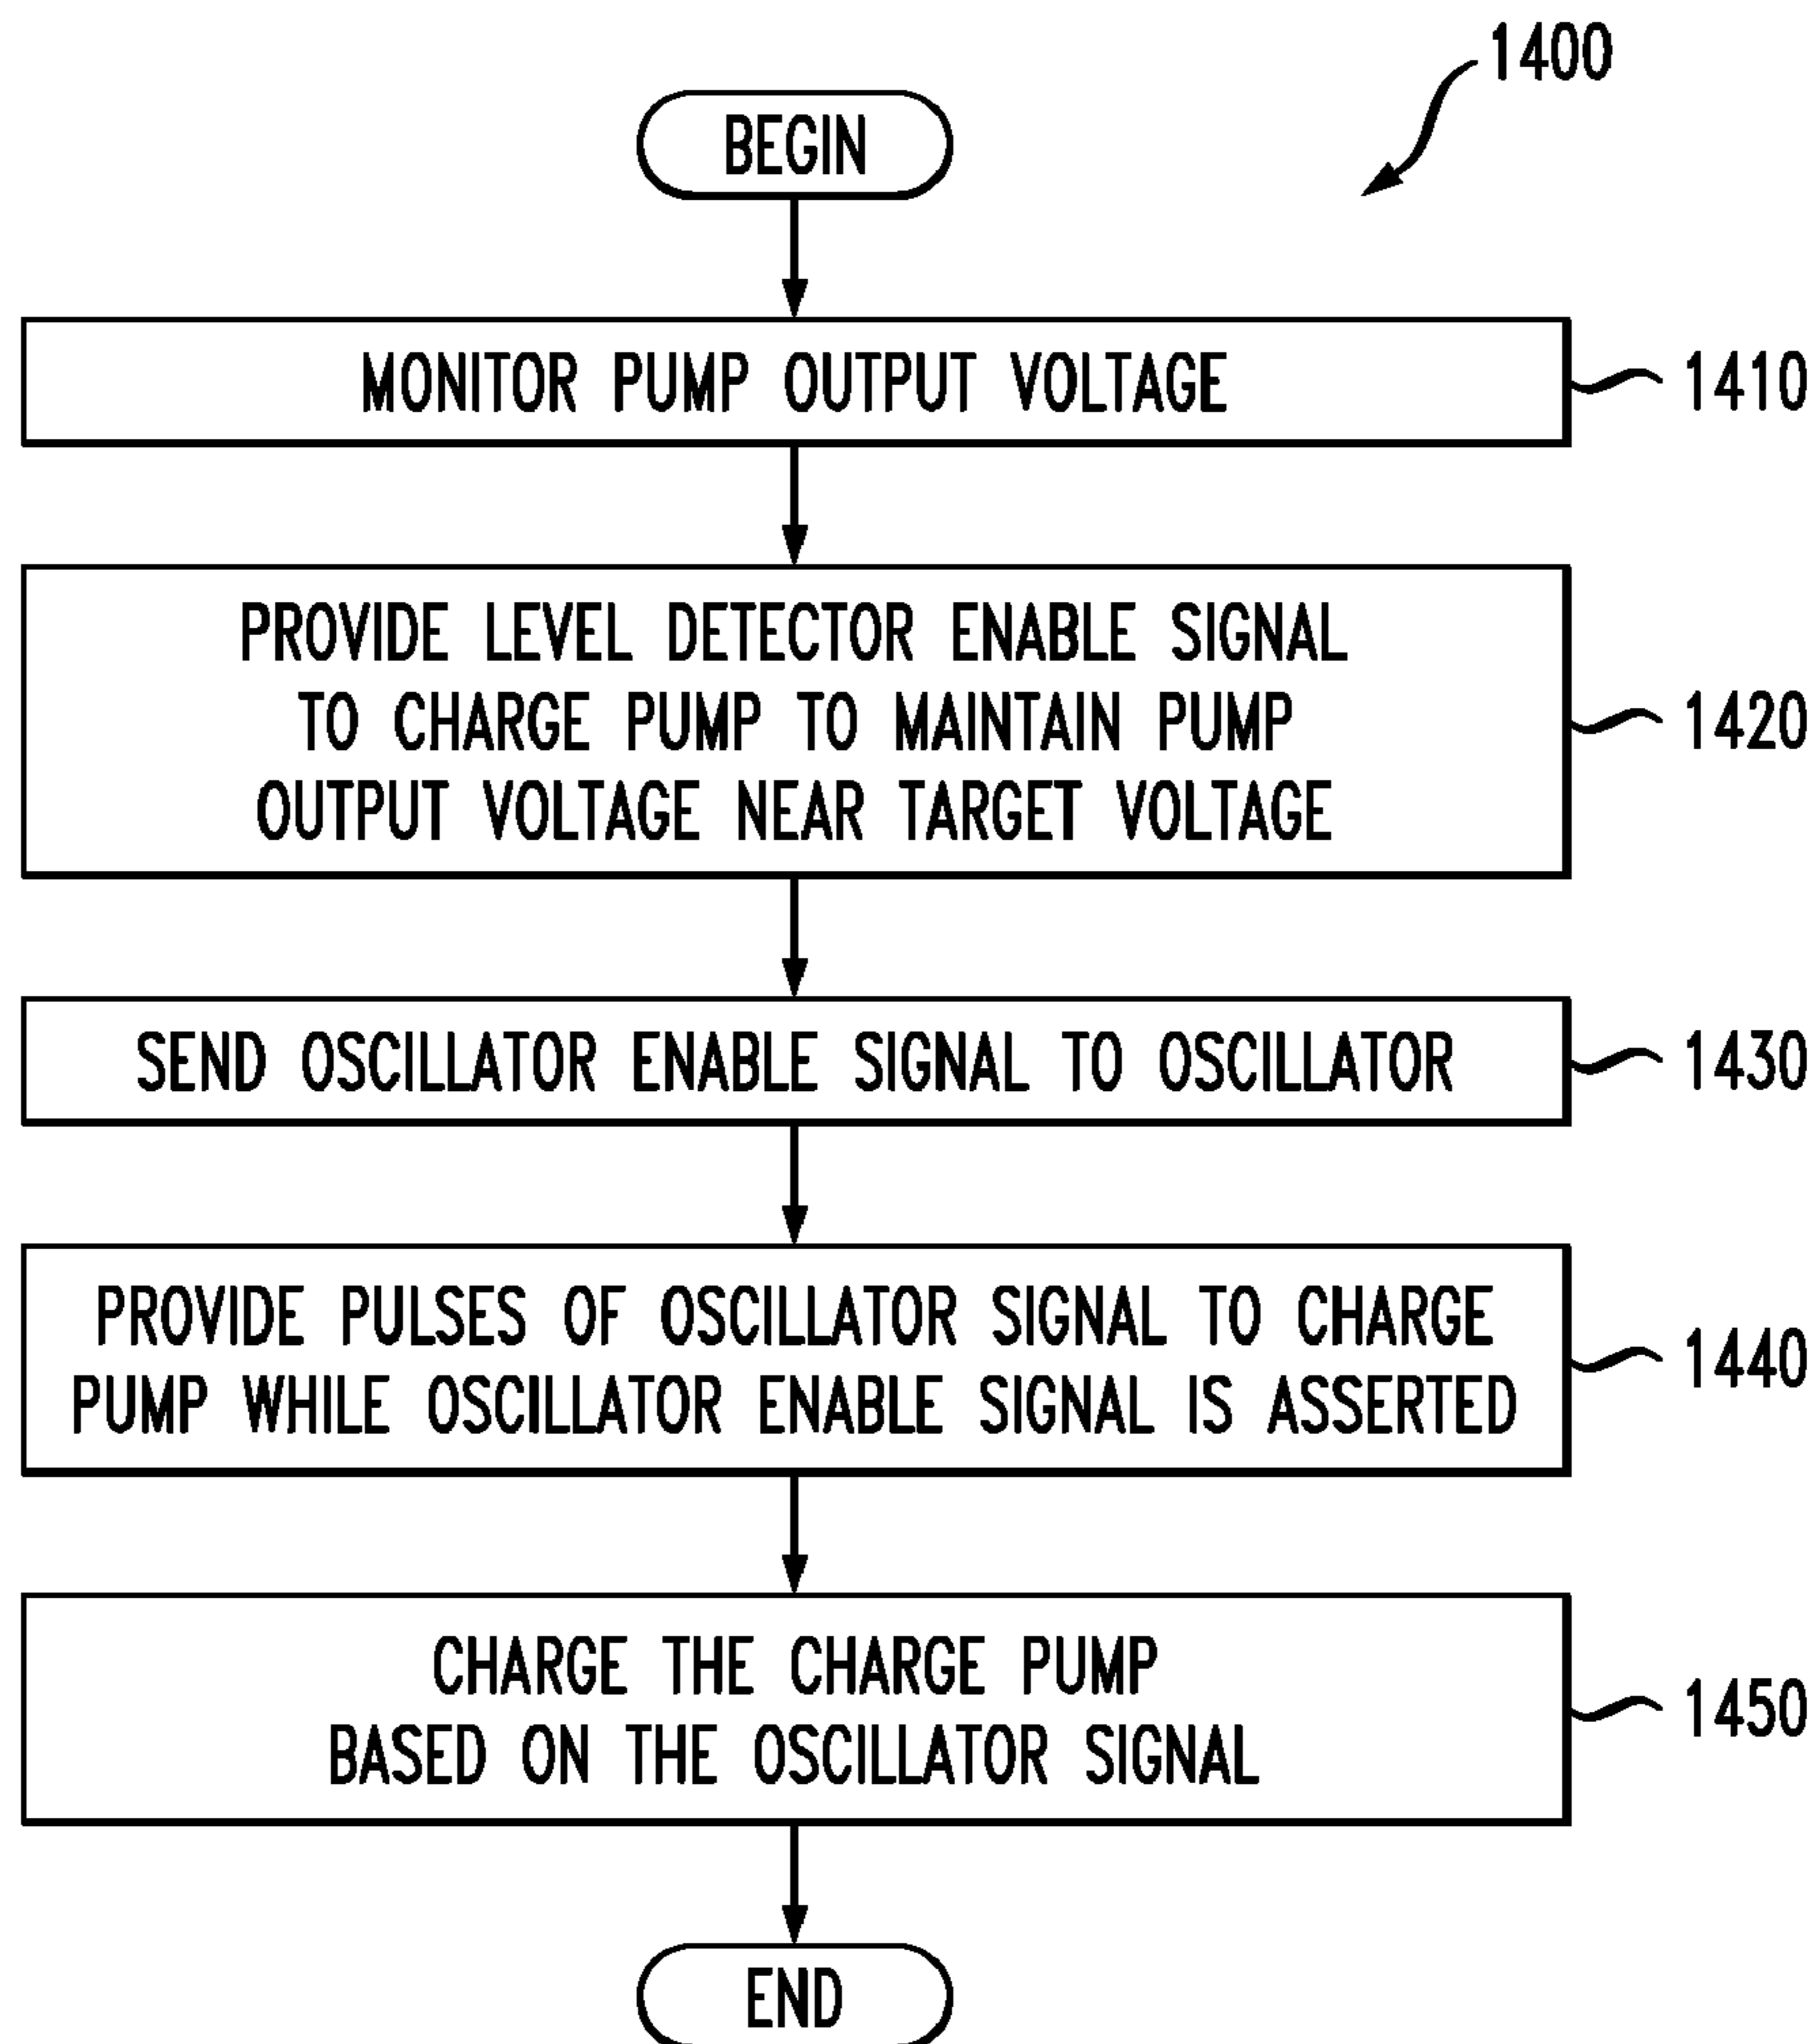 1400
BEGIN
MONITOR PUMP OUTPUT VOLTAGE
1410
PROVIDE LEVEL DETECTOR ENABLE SIGNAL
TO CHARGE PUMP TO MAINTAIN PUMP
OUTPUT VOLTAGE NEAR TARGET VOLTAGE
1420
SEND OSCILLATOR ENABLE SIGNAL TO OSCILLATOR
1430
PROVIDE PULSES OF OSCILLATOR SIGNAL TO CHARGE
PUMP WHILE OSCILLATOR ENABLE SIGNAL IS ASSERTED
1440
CHARGE THE CHARGE PUMP
BASED ON THE OSCILLATOR SIGNAL
1450
END